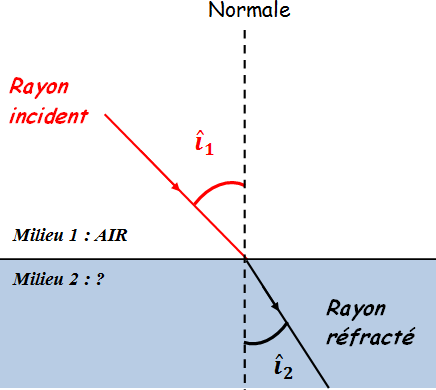 Normale
Rayon
incident
î₁
Milieu 1 : AIR
Milieu 2 : ?
Rayon
réfracté
î₂